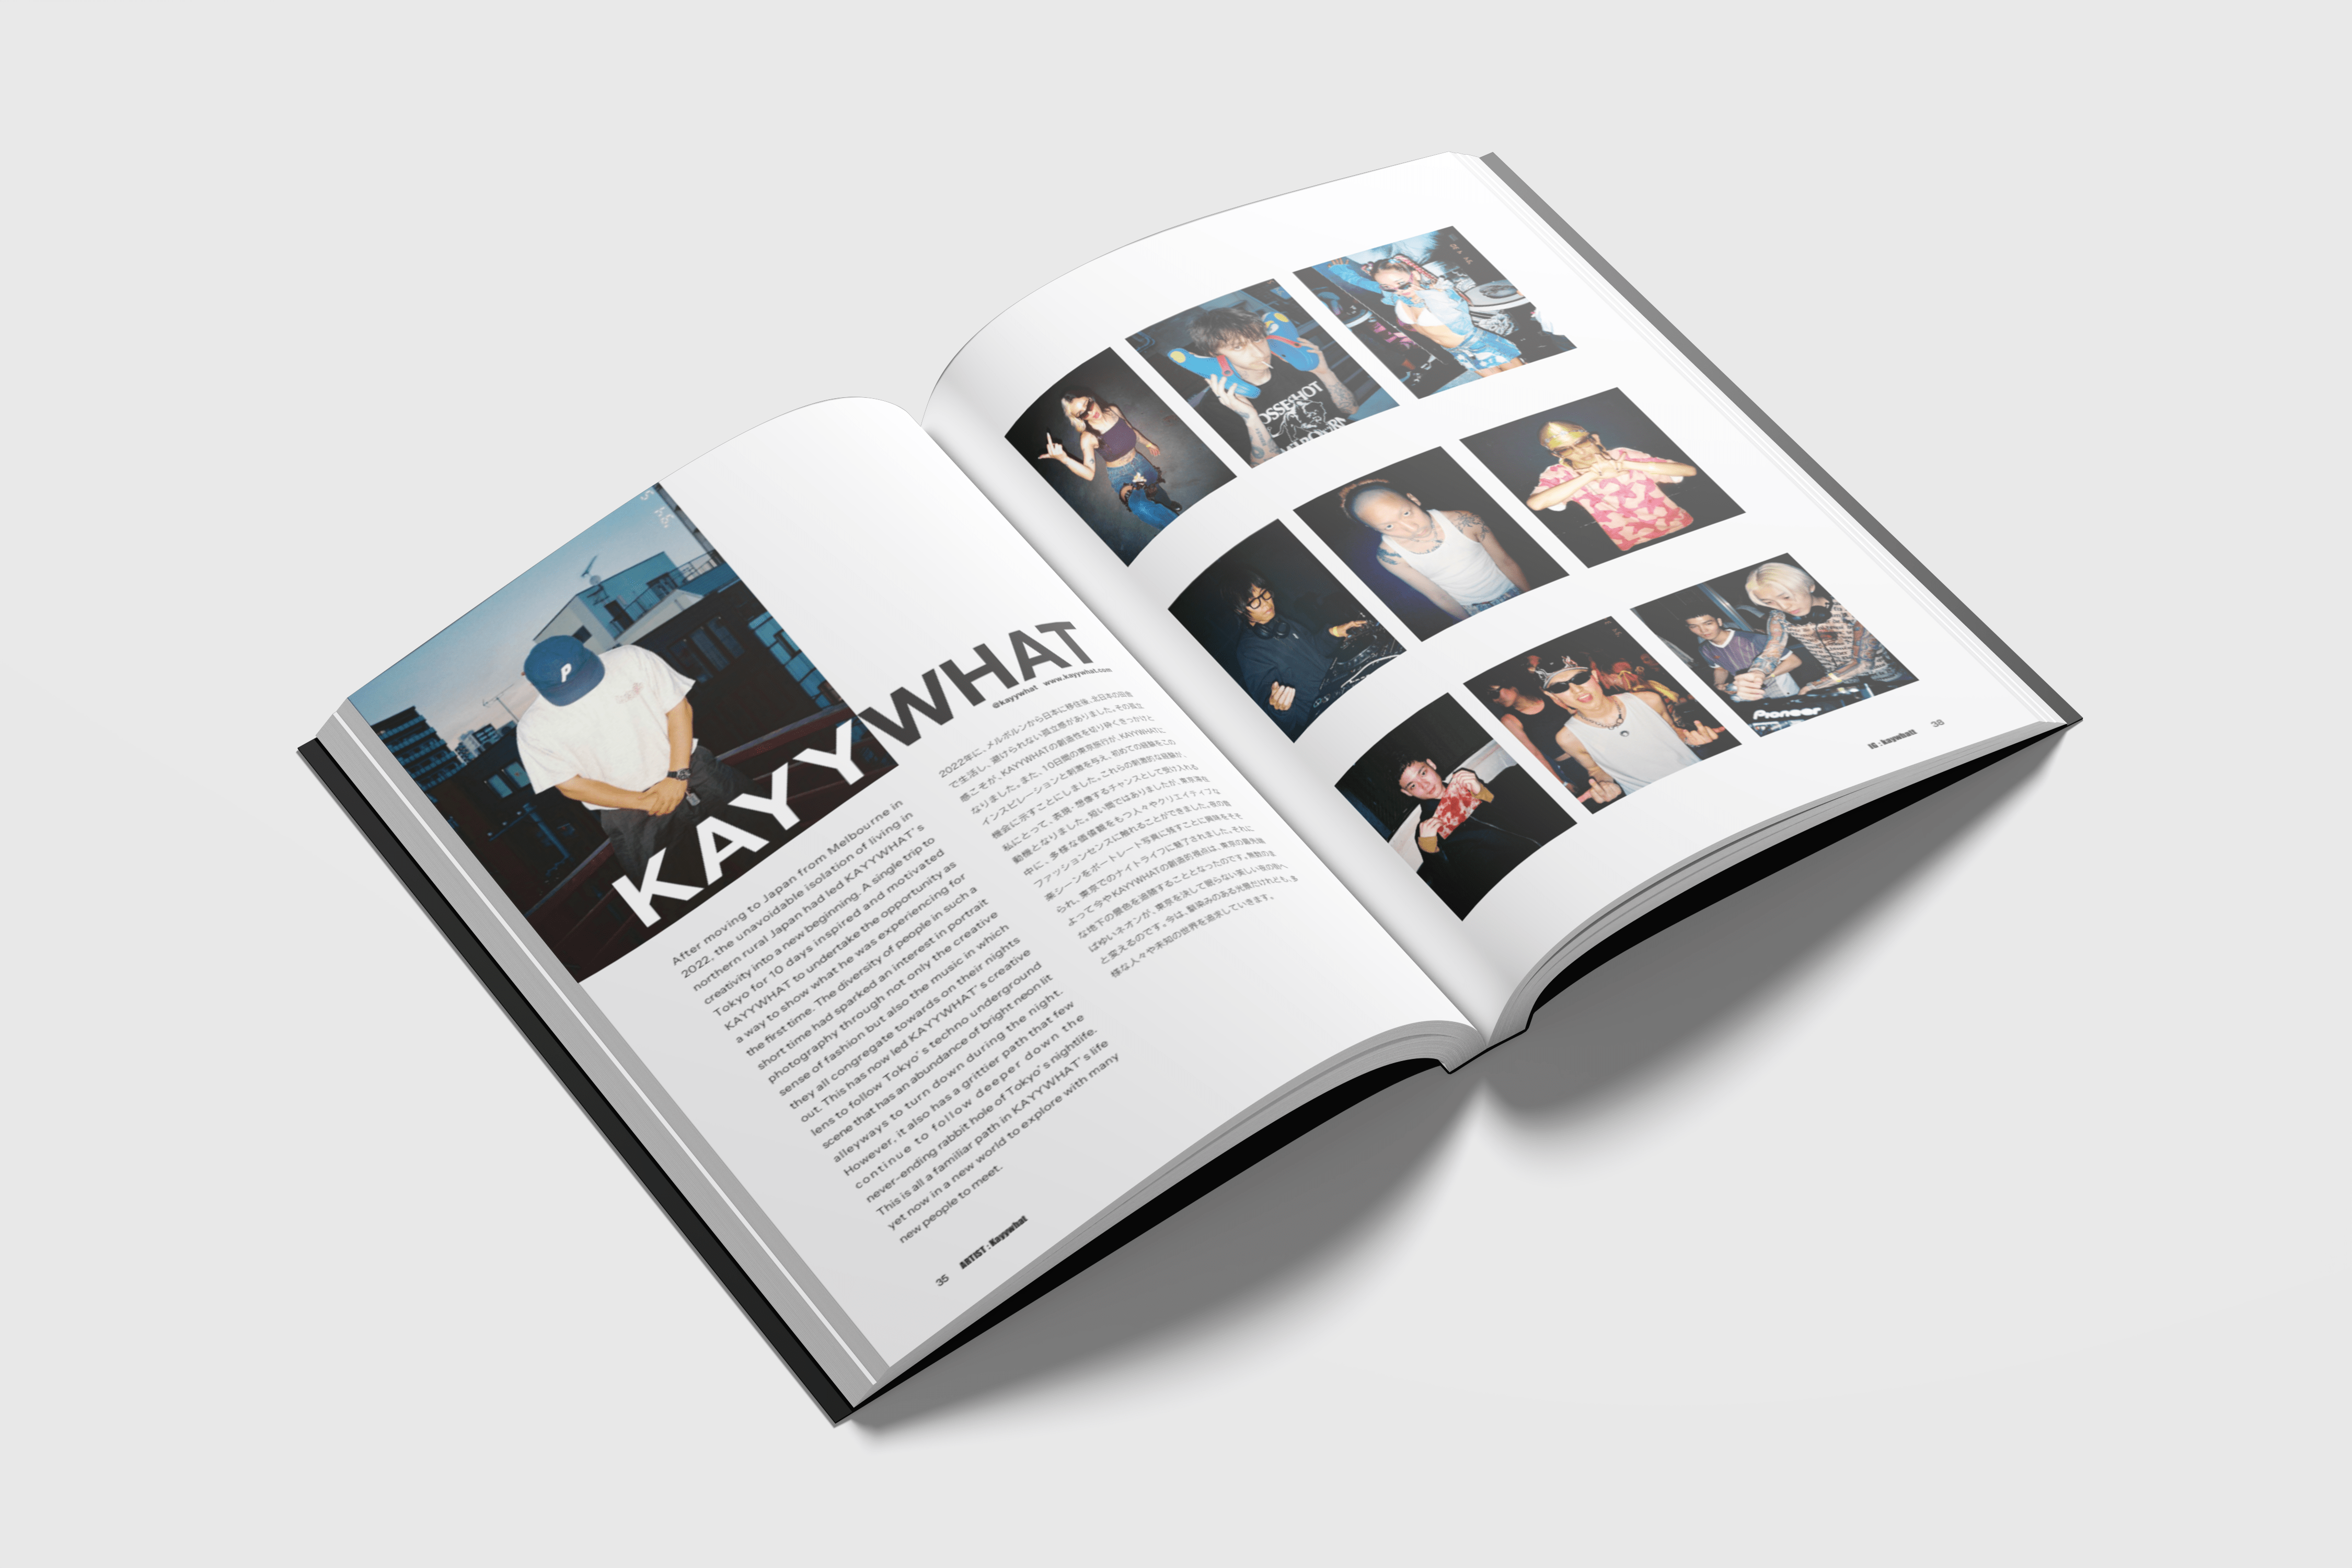 KAYYWHAT
@kayywhat www.kayywhat.com
After moving to Japan from Melbourne in
2022, the unavoidable isolation of living in
northern rural Japan had led KAYYWHAT's
creativity into a new beginning. A single trip to
Tokyo for 10 days inspired and motivated
KAYYWHAT to undertake the opportunity as
a way to show what he was experiencing for
the first time. The diversity of people in such a
short time had sparked an interest in portrait
photography through not only the creative
sense of fashion but also the music in which
they all congregate towards on their nights
out. This has now led KAYYWHAT's creative
lens to follow Tokyo's techno underground
scene that has an abundance of bright neon lit
alleyways to turn down during the night.
However, it also has a grittier path that few
continue to follow deeper down the
never-ending rabbit hole of Tokyo's nightlife.
This is all a familiar path in KAYYWHAT's life
yet now in a new world to explore with many
new people to meet.
2022年に、メルボルンから日本に移住後、北日本の田舎
で生活し、避けられない孤立感がありました。その孤立
感こそが、KAYYWHATの創造性を切り砕くきっかけと
なりました。また、10日間の東京旅行が、KAYYWHATに
インスピレーションと刺激を与え、初めての経験をこの
機会に示すことにしました。これらの刺激的な経験が、
私にとって、表現・想像するチャンスとして受け入れる
動機となりました。短い間ではありましたが、東京滞在
中に、多様な価値観をもつ人々やクリエイティブな
ファッションセンスに触れることができました。夜の音
楽シーンをポートレート写真に残すことに興味をそそ
られ、東京でのナイトライフに魅了されました。それに
よって今やKAYYWHATの創造的視点は、東京の最先端
な地下の景色を追随することとなったのです。無数のま
ばゆいネオンが、東京を決して眠らない美しい夜の街へ
と変えるのです。今は、馴染みのある光景だけれども、多
様な人々や未知の世界を追求していきます。
35 ARTIST : Kayywhat
P
Pioneer
IG : kayywhatt 38